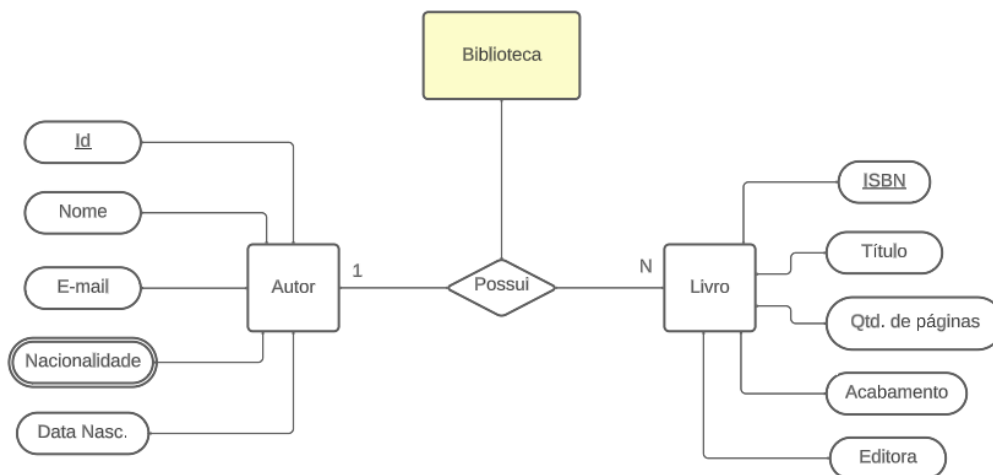 Biblioteca
Id
Nome
E-mail
Nacionalidade
Data Nasc.
Autor
1
Possui
N
Livro
ISBN
Título
Qtd. de páginas
Acabamento
Editora